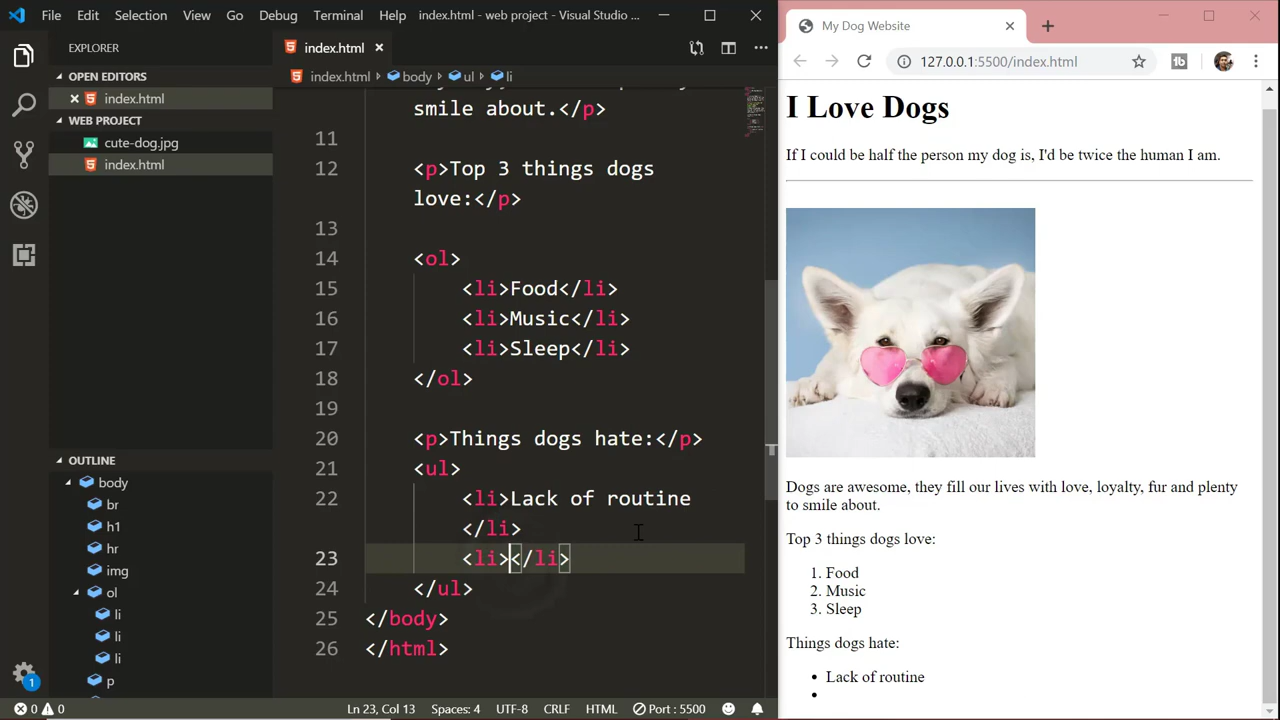 File Edit Selection View Go Debug Terminal Help index.html - web project - Visual Studio ...
EXPLORER
OPEN EDITORS
index.html
WEB PROJECT
cute-dog.jpg
index.html
OUTLINE
body
br
h1
hr
img
ol
li
li
li
p
1
index.html
index.html body ul li
smile about.</p>
11
12 <p>Top 3 things dogs
love:</p>
13
14 <ol>
15 <li>Food</li>
16 <li>Music</li>
17 <li>Sleep</li>
18 </ol>
19
20 <p>Things dogs hate:</p>
21 <ul>
22 <li>Lack of routine
</li>
23 <li></li>
24 </ul>
25 </body>
26 </html>
0 0 Ln 23, Col 13 Spaces: 4 UTF-8 CRLF HTML Port : 5500
My Dog Website
127.0.0.1:5500/index.html
I Love Dogs
If I could be half the person my dog is, I'd be twice the human I am.
Dogs are awesome, they fill our lives with love, loyalty, fur and plenty
to smile about.
Top 3 things dogs love:
1. Food
2. Music
3. Sleep
Things dogs hate:
• Lack of routine
•